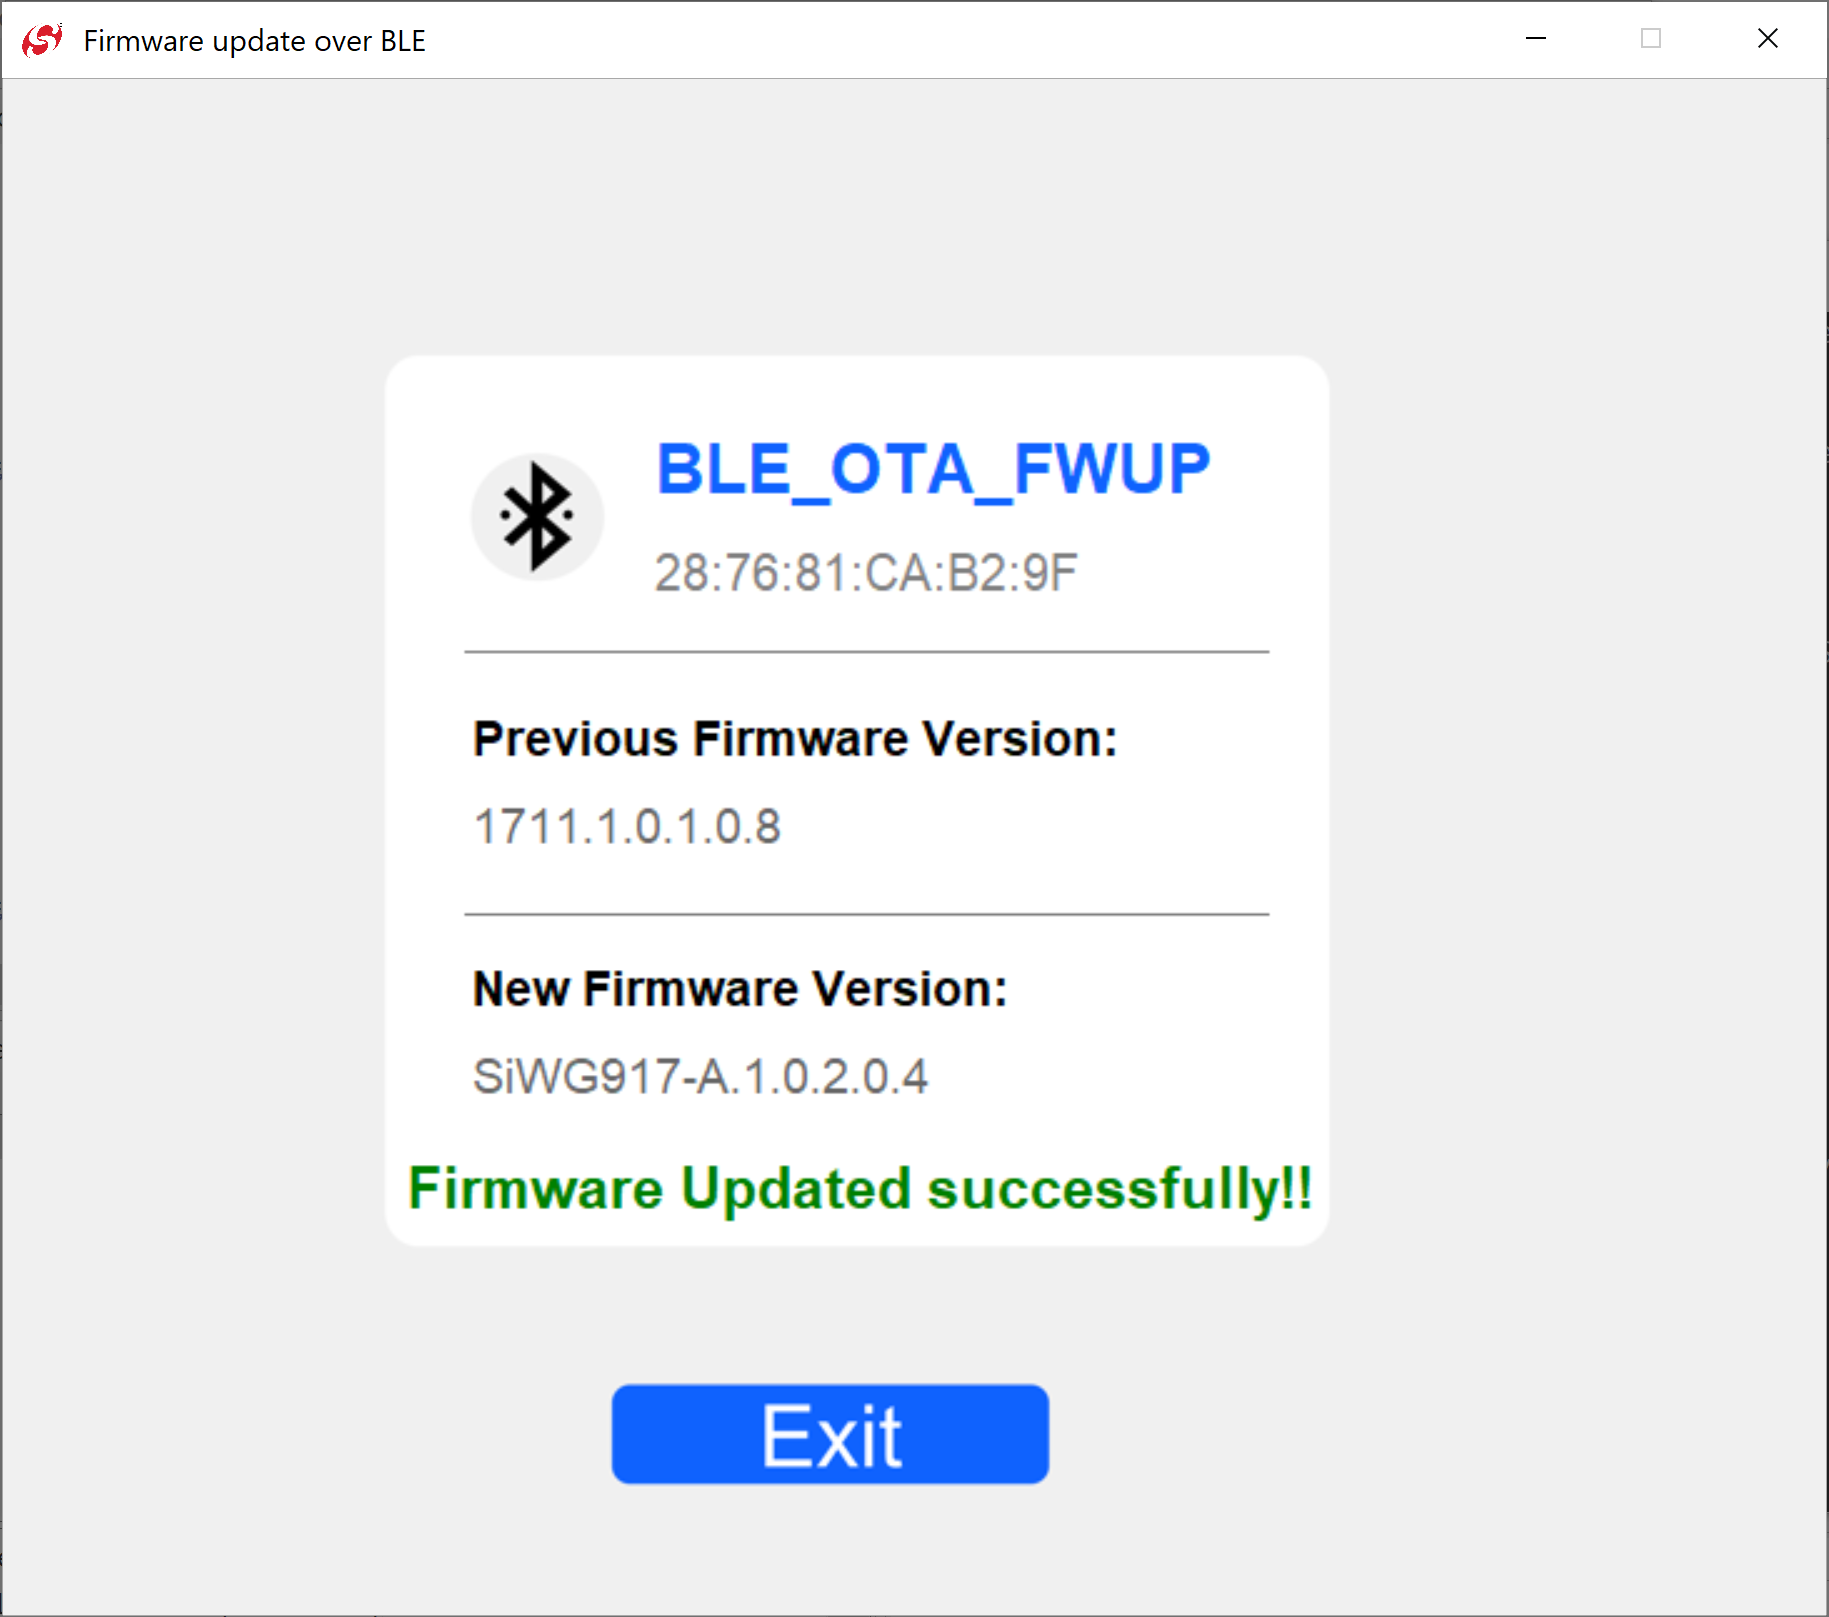 Firmware update over BLE
BLE_OTA_FWUP
28:76:81:CA:B2:9F
Previous Firmware Version:
1711.1.0.1.0.8
New Firmware Version:
SiWG917-A.1.0.2.0.4
Firmware Updated successfully!!
Exit